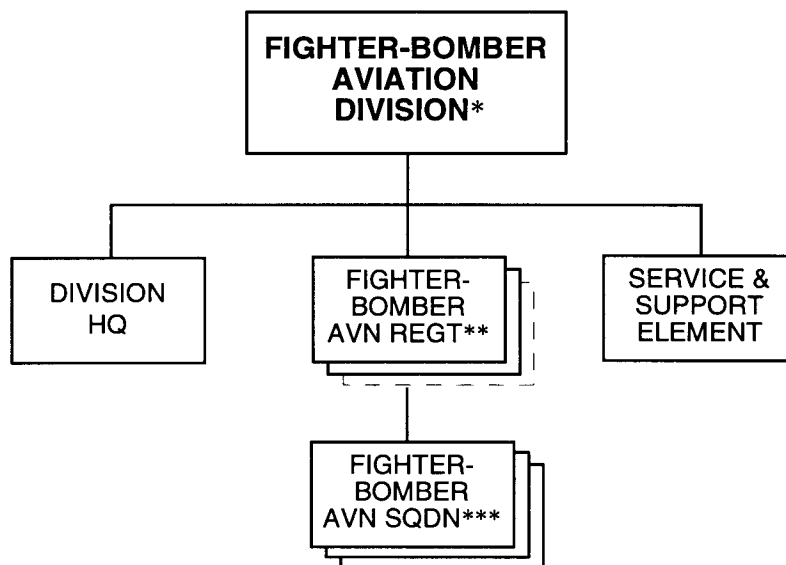 FIGHTER-BOMBER
AVIATION
DIVISION*
DIVISION
HQ
FIGHTER-
BOMBER
AVN REGT**
SERVICE &
SUPPORT
ELEMENT
FIGHTER-
BOMBER
AVN SQDN***